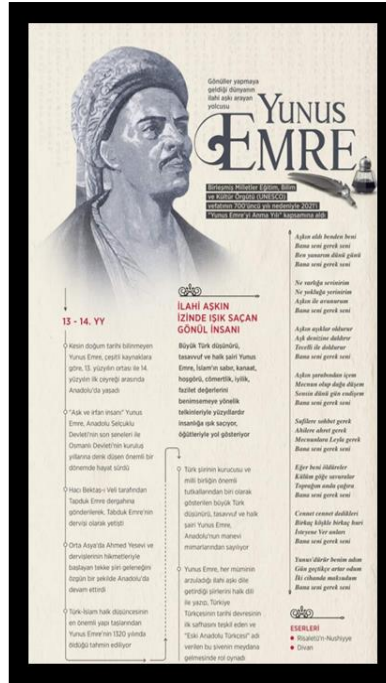 Gönüller yapmaya
geldiği dünyanın
ilahi aşkı arayan
yolcusu
YUNUS
EMRE
Birleşmiş Milletler Eğitim, Bilim
ve Kültür Örgütü (UNESCO)
vefatının 700'üncü yılı nedeniyle 2021'i
"Yunus Emre'yi Anma Yılı" kapsamına aldı
13 - 14. YY
Kesin doğum tarihi bilinmeyen
Yunus Emre, çeşitli kaynaklara
göre, 13. yüzyılın ortası ile 14.
yüzyılın ilk çeyreği arasında
Anadolu'da yaşadı
"Aşk ve irfan insanı" Yunus
Emre, Anadolu Selçuklu
Devleti'nin son seneleri ile
Osmanlı Devleti'nin kuruluş
yıllarına denk düşen önemli bir
dönemde hayat sürdü
Hacı Bektaş-ı Veli tarafından
Tapduk Emre dergahına
gönderilerek, Tabduk Emre'nin
dervişi olarak yetişti
Orta Asya'da Ahmed Yesevi ve
dervişlerinin hikmetleriyle
başlayan tekke şiiri geleneğini
özgün bir şekilde Anadolu'da
devam ettirdi
Türk-İslam halk düşüncesinin
en önemli yapı taşlarından
Yunus Emre'nin 1320 yılında
öldüğü tahmin ediliyor
İLAHİ AŞKIN
İZİNDE IŞIK SAÇAN
GÖNÜL İNSANI
Büyük Türk düşünürü,
tasavvuf ve halk şairi Yunus
Emre, İslam'ın sabır, kanaat,
hoşgörü, cömertlik, iyilik,
fazilet değerlerini
benimsemeye yönelik
telkinleriyle yüzyıllardır
insanlığa ışık saçıyor,
öğütleriyle yol gösteriyor
Türk şiirinin kurucusu ve
milli birliğin önemli
tutkallarından biri olarak
gösterilen büyük Türk
düşünürü, tasavvuf ve halk
şairi Yunus Emre,
Anadolu'nun manevi
mimarlarından sayılıyor
Yunus Emre, her müminin
arzuladığı ilahi aşkı dile
getirdiği şiirlerini halk dili
ile yazıp, Türkiye
Türkçesinin tarihi devresinin
ilk safhasını teşkil eden ve
"Eski Anadolu Türkçesi" adı
verilen bu şivenin meydana
gelmesinde rol oynadı
Aşkın aldı benden beni
Bana seni gerek seni
Ben yanarım dünü günü
Bana seni gerek seni
Ne varlığa sevinirim
Ne yokluğa yerinirim
Aşkın ile avunurum
Bana seni gerek seni
Aşkın aşıklar oldurur
Aşk denizine daldırır
Tecelli ile doldurur
Bana seni gerek seni
Aşkın şarabından içem
Mecnun olup dağa düşem
Sensin dünü gün endişem
Bana seni gerek seni
Sufilere sohbet gerek
Ahilere ahret gerek
Mecnunlara Leyla gerek
Bana seni gerek seni
Eğer beni öldüreler
Külüm göğe savuralar
Toprağım anda çağıra
Bana seni gerek seni
Cennet cennet dedikleri
Birkaç köşkle birkaç huri
İsteyene Ver anları
Bana seni gerek seni
Yunus'dürür benim adım
Gün geçtikçe artar odum
İki cihanda maksudum
Bana seni gerek seni
ESERLERİ
Risaletü'n-Nushiyye
Divan